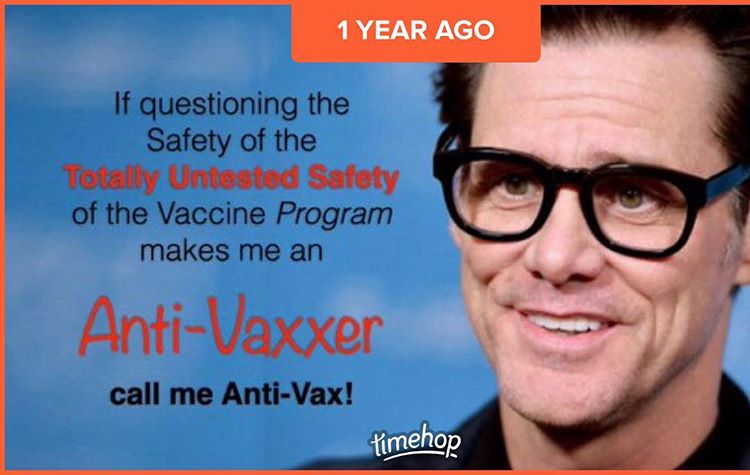 1 YEAR AGO
If questioning the
Safety of the
Totally Untested Safety
of the Vaccine Program
makes me an
Anti-Vaxxer
call me Anti-Vax!
timehop